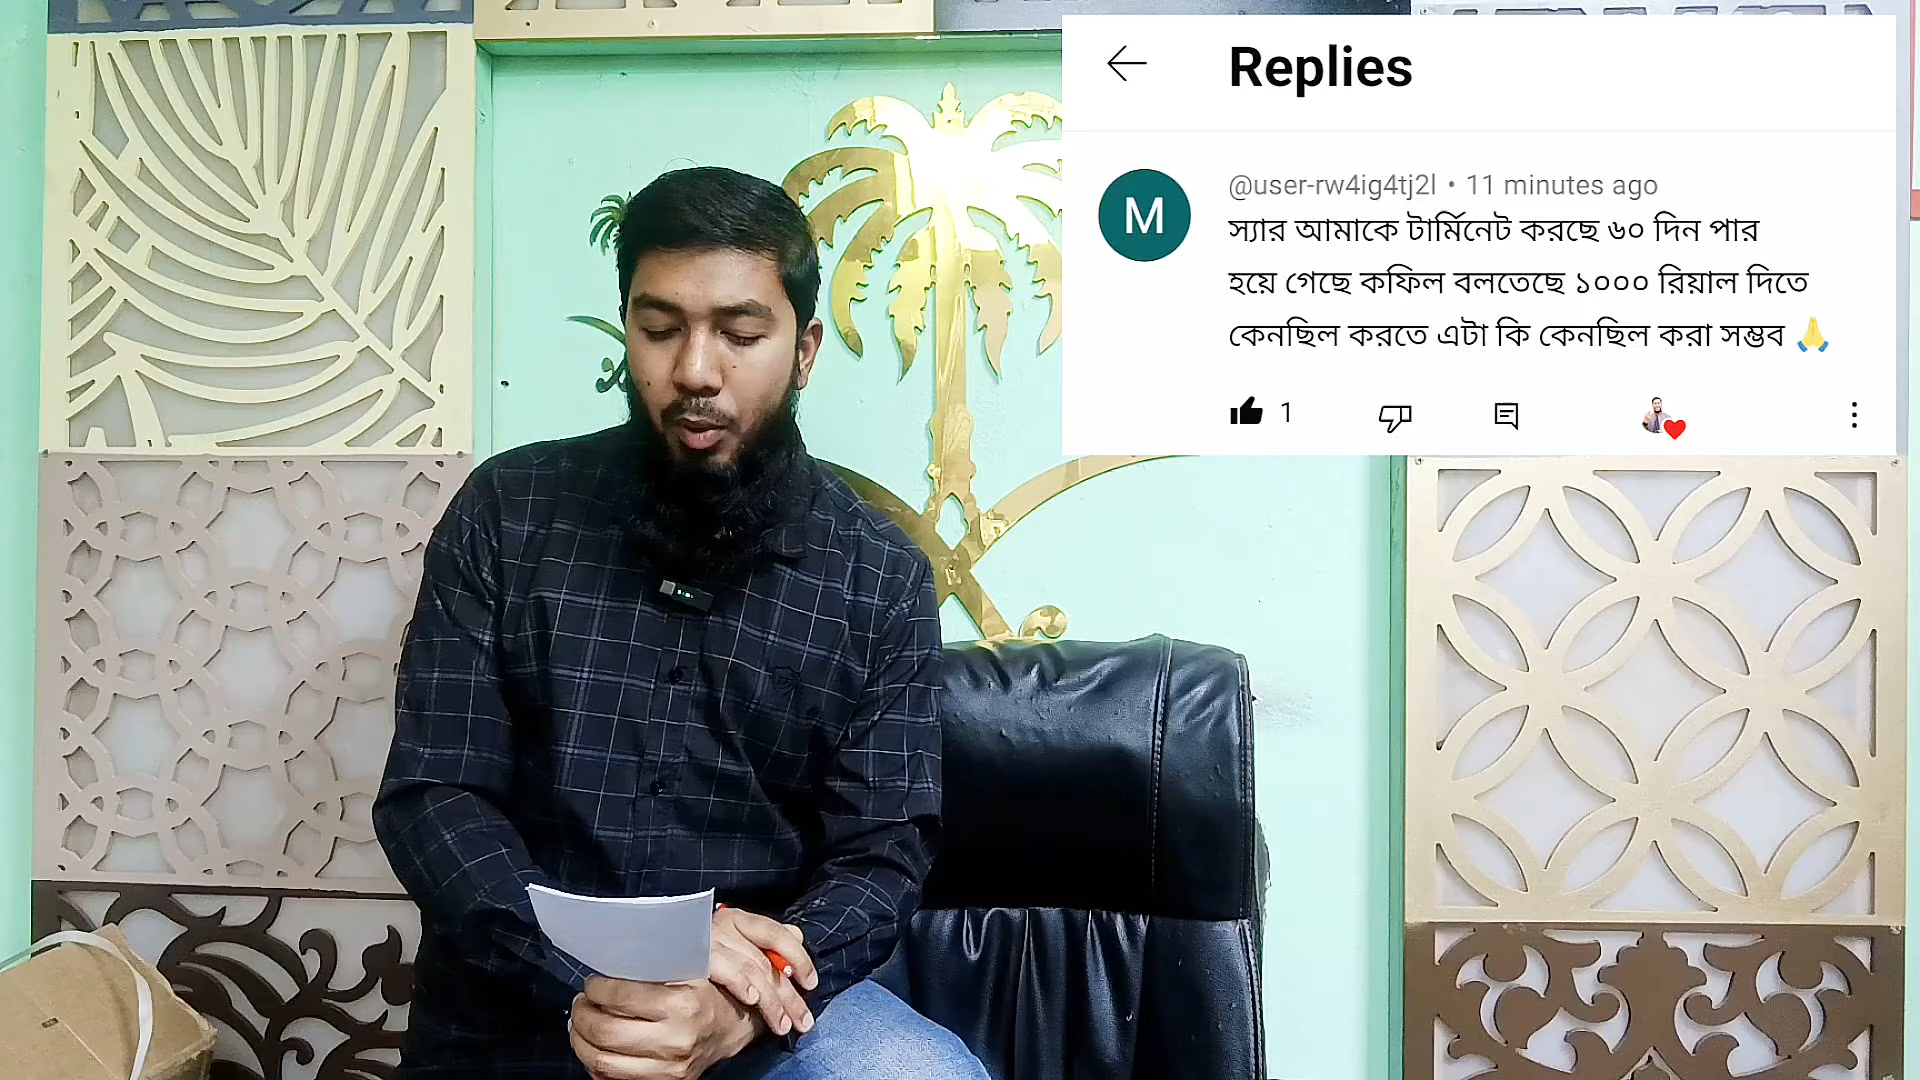 Replies
M
@user-rw4ig4tj2l • 11 minutes ago
স্যার আমাকে টার্মিনেট করছে ৬০ দিন পার
হয়ে গেছে কফিল বলতেছে ১০০০ রিয়াল দিতে
কেনছিল করতে এটা কি কেনছিল করা সম্ভব 🙏
1